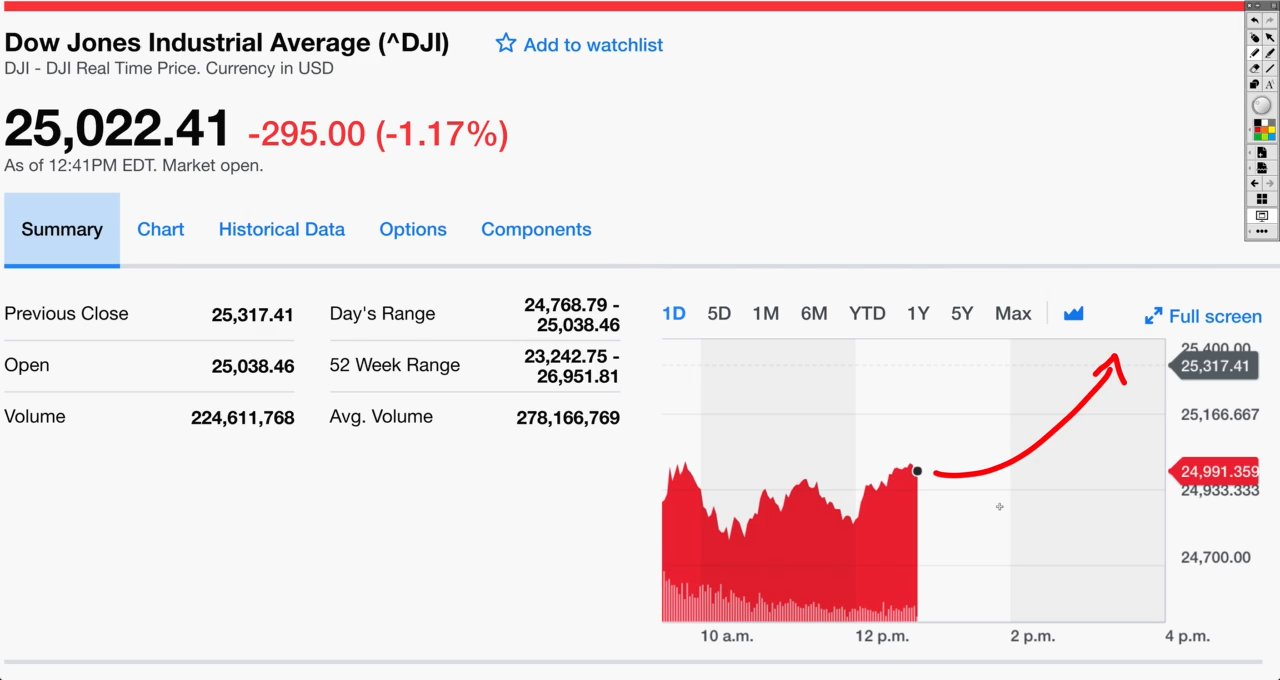 Dow Jones Industrial Average (^DJI)
Add to watchlist
DJI - DJI Real Time Price. Currency in USD
25,022.41 -295.00 (-1.17%)
As of 12:41PM EDT. Market open.
Summary Chart Historical Data Options Components
Previous Close 25,317.41
Open 25,038.46
Volume 224,611,768
Day's Range 24,768.79 -
25,038.46
52 Week Range 23,242.75 -
26,951.81
Avg. Volume 278,166,769
1D 5D 1M 6M YTD 1Y 5Y Max Full screen
25,400.00
25,317.41
25,166.667
24,991.359
24,933.333
24,700.00
10 a.m. 12 p.m. 2 p.m. 4 p.m.
A